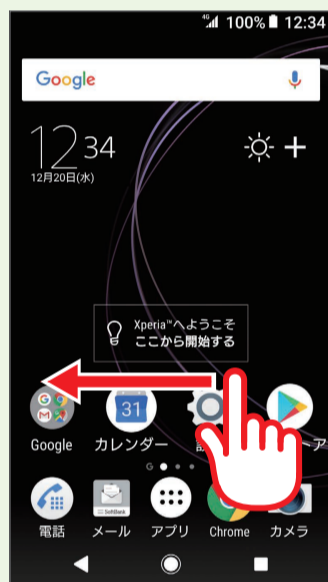 4G 100% 12:34
Google
12 34
12月20日(水)
Xperia™へようこそ
ここから開始する
31
Google カレンダー
G
SoftBank
電話 メール アプリ Chrome カメラ